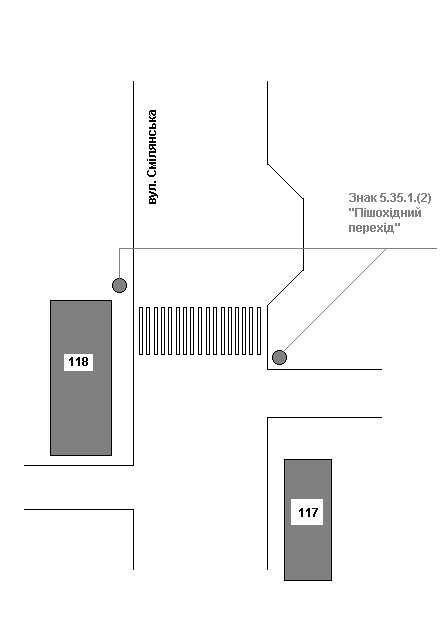 вул. Смілянська
Знак 5.35.1.(2)
"Пішохідний
перехід"
118
117